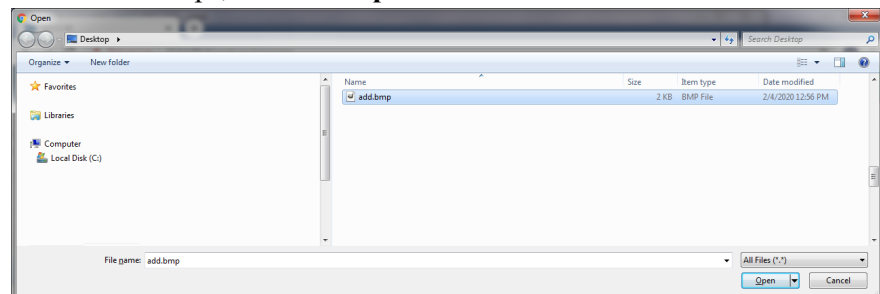 Open
Desktop
Search Desktop
Organize
New folder
Favorites
Libraries
Computer
Local Disk (C:)
Name
Size
Item type
Date modified
add.bmp
2 KB
BMP File
2/4/2020 12:56 PM
File name: add.bmp
All Files (*.*)
Open
Cancel